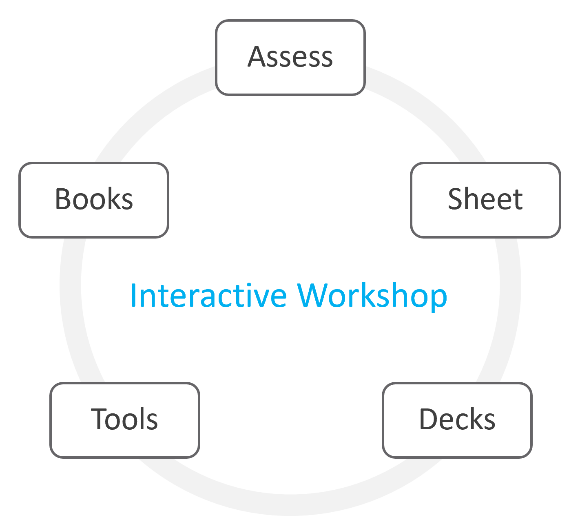 Assess
Books
Sheet
Interactive Workshop
Tools
Decks